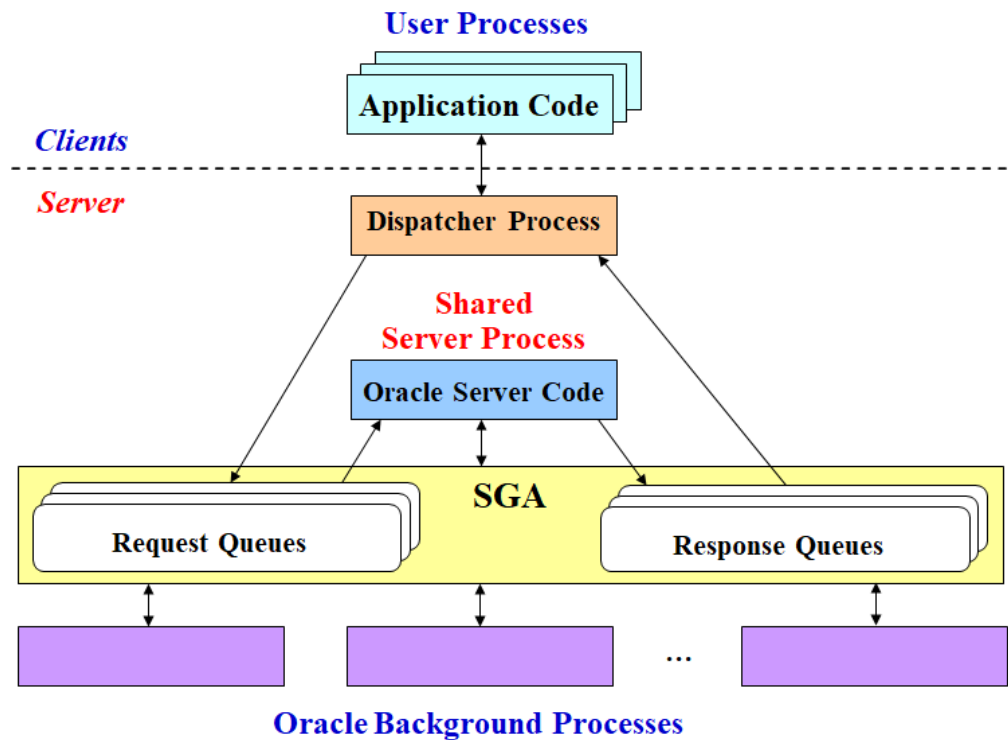 User Processes
Application Code
Clients
Server
Dispatcher Process
Shared
Server Process
Oracle Server Code
SGA
Request Queues
Response Queues
...
Oracle Background Processes